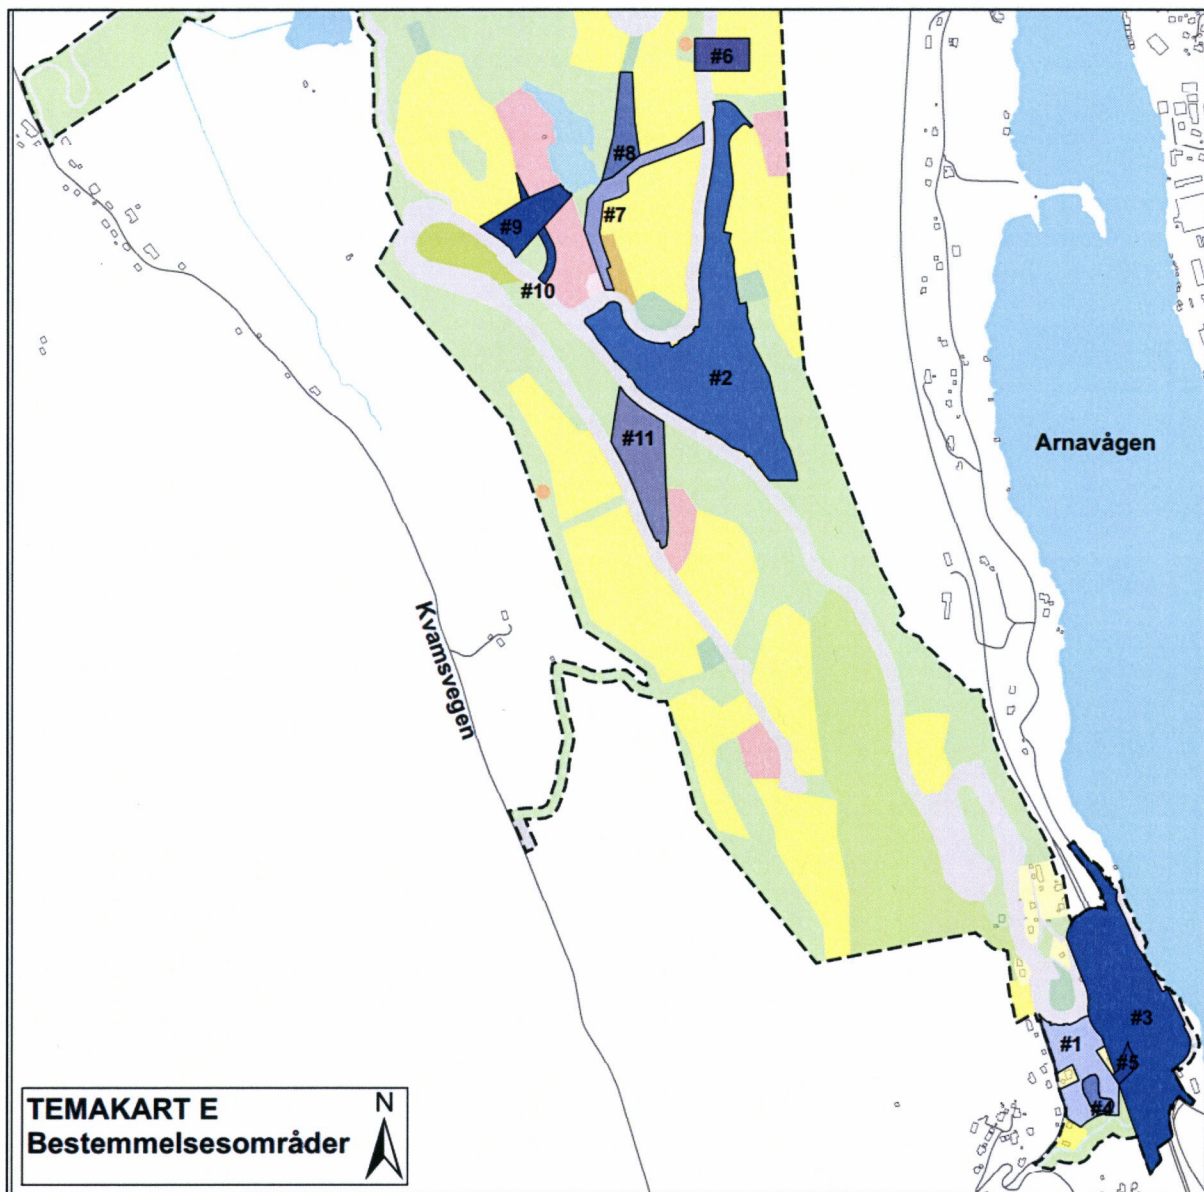 #6
#8
#7
#9
#10
#2
#11
Arnavågen
Kvamsvegen
#3
#1
#5
#4
TEMAKART E
Bestemmelsesområder
N